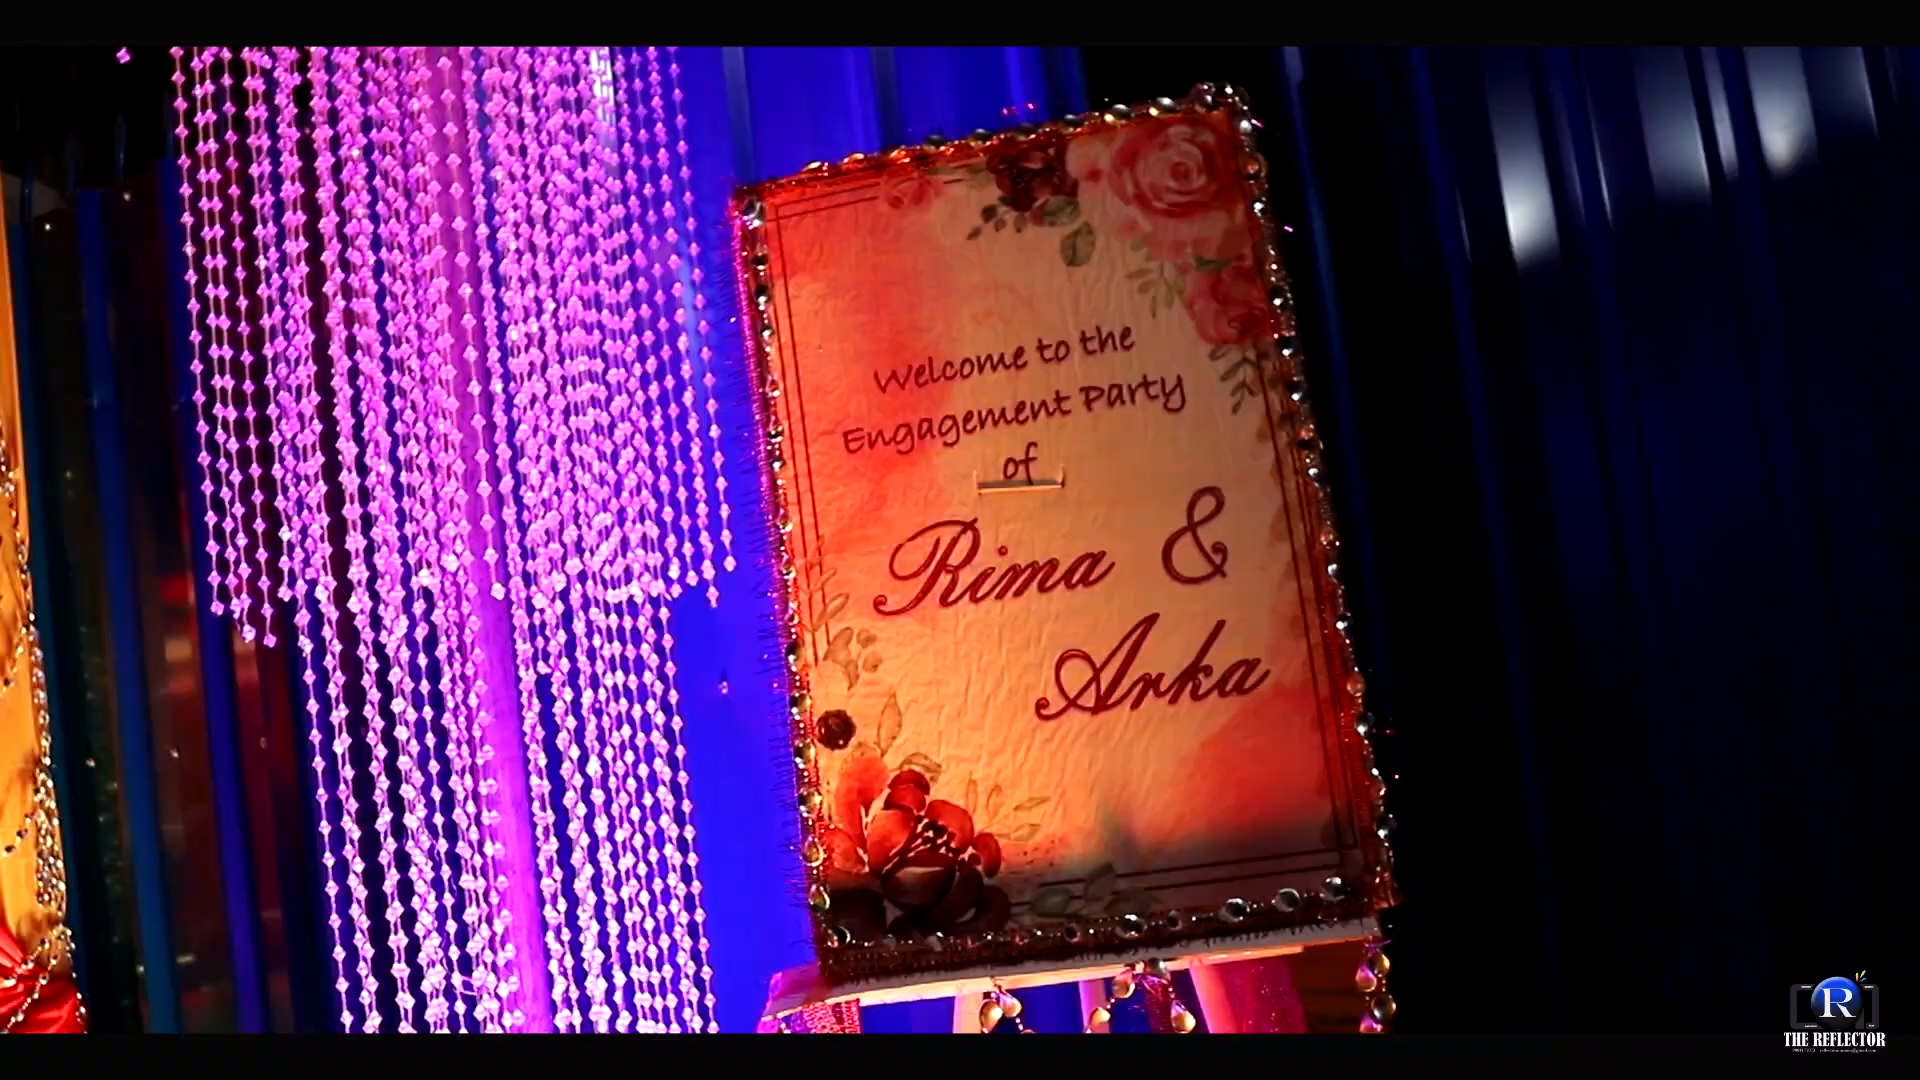 Welcome to the
Engagement Party
of
Rima &
Arka
R
THE REFLECTOR